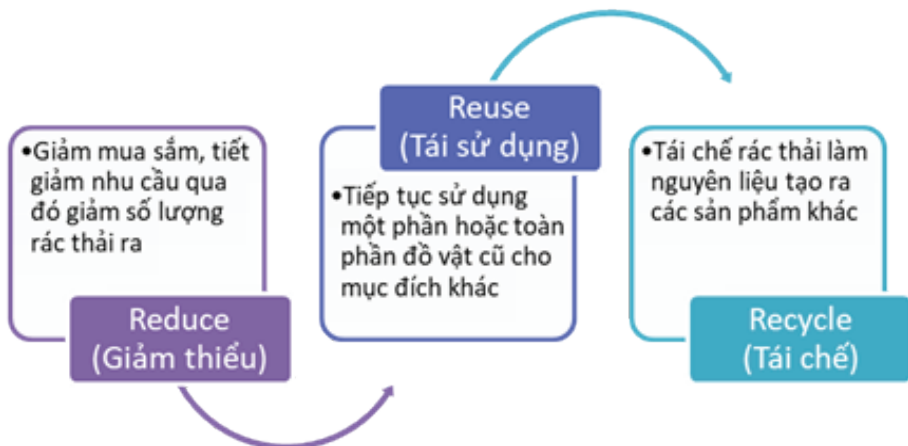 •Giảm mua sắm, tiết
giảm nhu cầu qua
đó giảm số lượng
rác thải ra
Reduce
(Giảm thiểu)
Reuse
(Tái sử dụng)
•Tiếp tục sử dụng
một phần hoặc toàn
phần đồ vật cũ cho
mục đích khác
•Tái chế rác thải làm
nguyên liệu tạo ra
các sản phẩm khác
Recycle
(Tái chế)